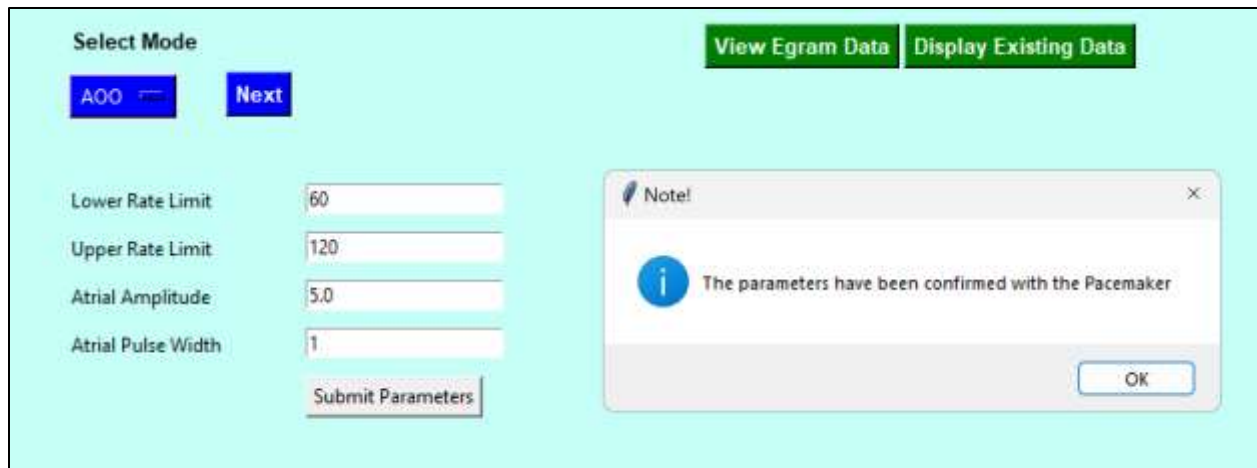 Select Mode
View Egram Data
Display Existing Data
AOO
Next
Lower Rate Limit
60
Upper Rate Limit
120
Atrial Amplitude
5.0
Atrial Pulse Width
1
Submit Parameters
Note!
The parameters have been confirmed with the Pacemaker
OK